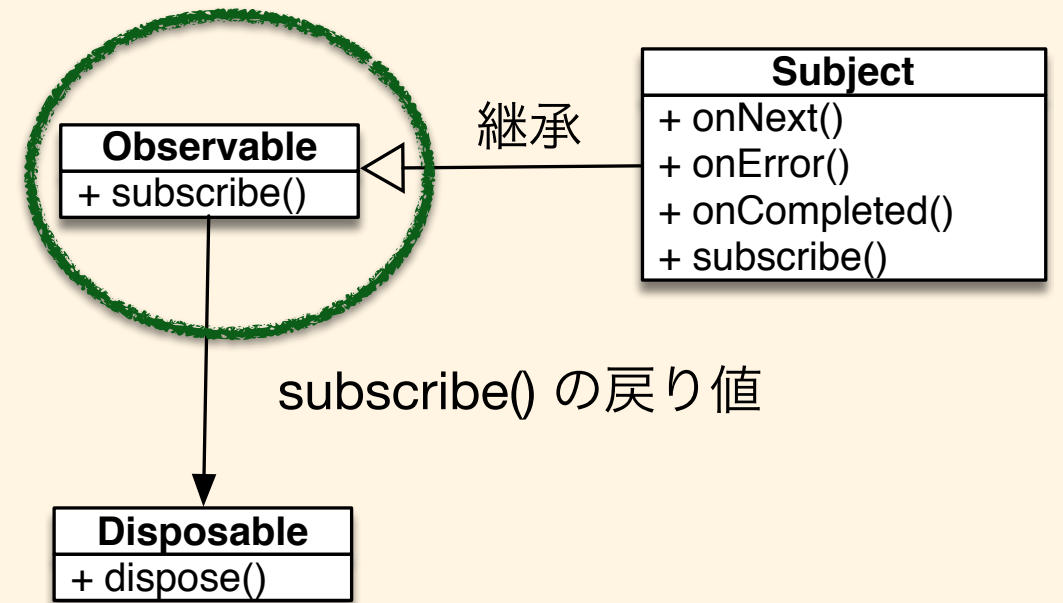 Observable
+ subscribe()
継承
Subject
+ onNext()
+ onError()
+ onCompleted()
+ subscribe()
subscribe() の戻り値
Disposable
+ dispose()